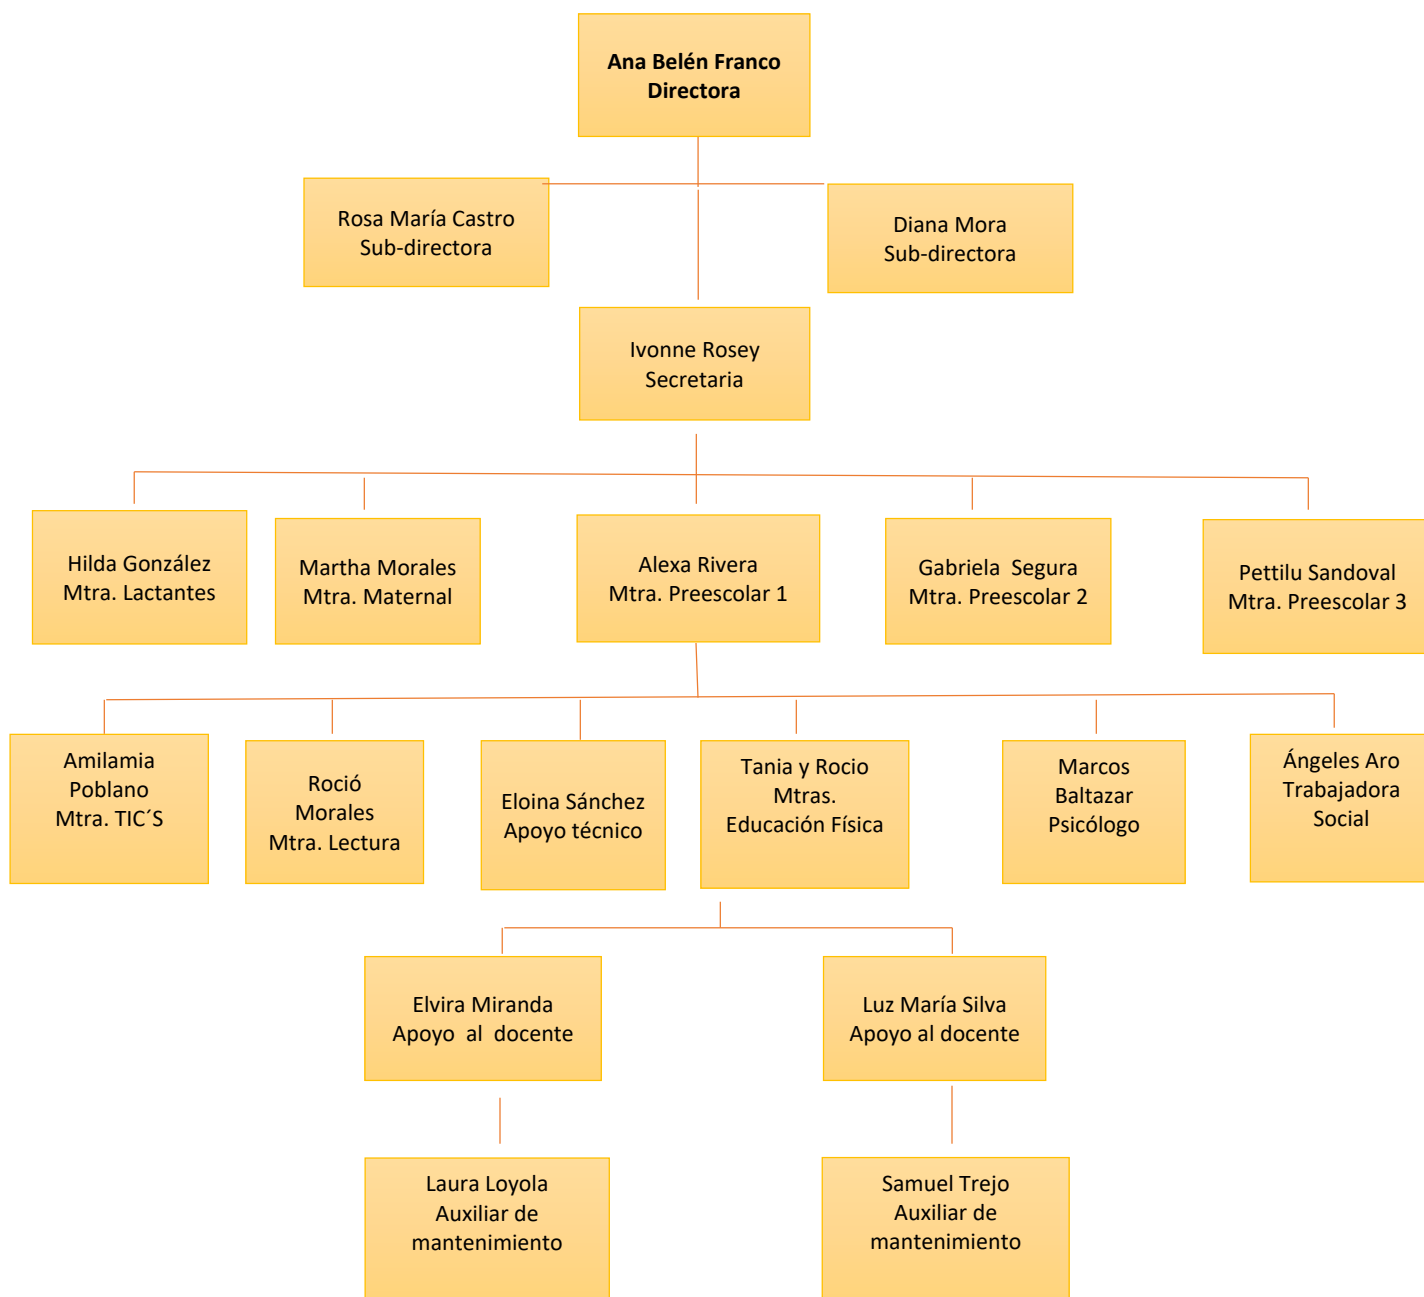 Ana Belén Franco
Directora
Rosa María Castro
Sub-directora
Diana Mora
Sub-directora
Ivonne Rosey
Secretaria
Hilda González
Mtra. Lactantes
Martha Morales
Mtra. Maternal
Alexa Rivera
Mtra. Preescolar 1
Gabriela  Segura
Mtra. Preescolar 2
Pettilu Sandoval
Mtra. Preescolar 3
Amilamia
Poblano
Mtra. TIC´S
Roció
Morales
Mtra. Lectura
Eloina Sánchez
Apoyo técnico
Tania y Rocio
Mtras.
Educación Física
Marcos
Baltazar
Psicólogo
Ángeles Aro
Trabajadora
Social
Elvira Miranda
Apoyo  al  docente
Luz María Silva
Apoyo al docente
Laura Loyola
Auxiliar de
mantenimiento
Samuel Trejo
Auxiliar de
mantenimiento